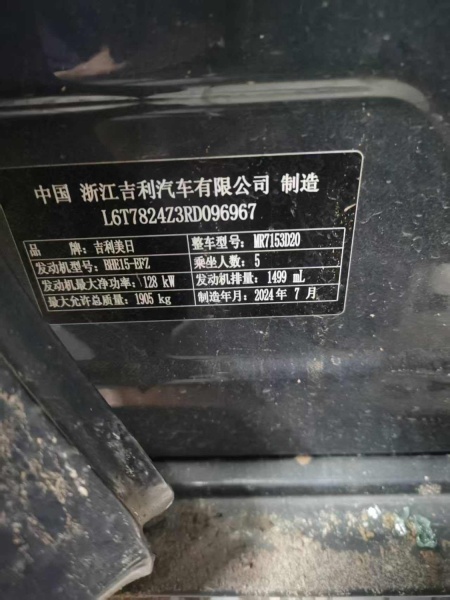 中国 浙江吉利汽车有限公司 制造
L6T7824Z3RD096967
品 牌：吉利美日 整车型号：MR7153D20
发动机型号：BHE15-EFZ 乘坐人数：5
发动机最大净功率：128 kW 发动机排量：1499 mL
最大允许总质量：1905 kg 制造年月：2024 年 7 月